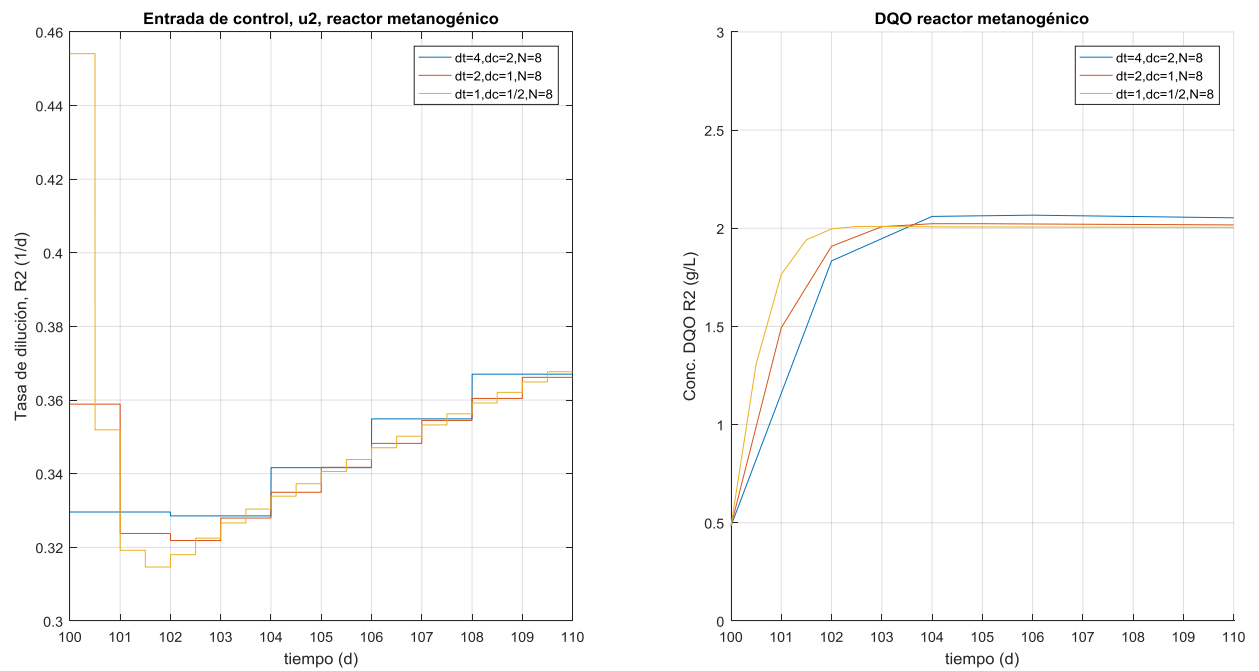 Entrada de control, u2, reactor metanogénico
0.46
0.44
0.42
0.4
0.38
0.36
0.34
0.32
0.3
Tasa de dilución, R2 (1/d)
dt=4,dc=2,N=8
dt=2,dc=1,N=8
dt=1,dc=1/2,N=8
100 101 102 103 104 105 106 107 108 109 110
tiempo (d)
DQO reactor metanogénico
3
2.5
2
1.5
1
0.5
0
Conc. DQO R2 (g/L)
dt=4,dc=2,N=8
dt=2,dc=1,N=8
dt=1,dc=1/2,N=8
100 101 102 103 104 105 106 107 108 109 110
tiempo (d)